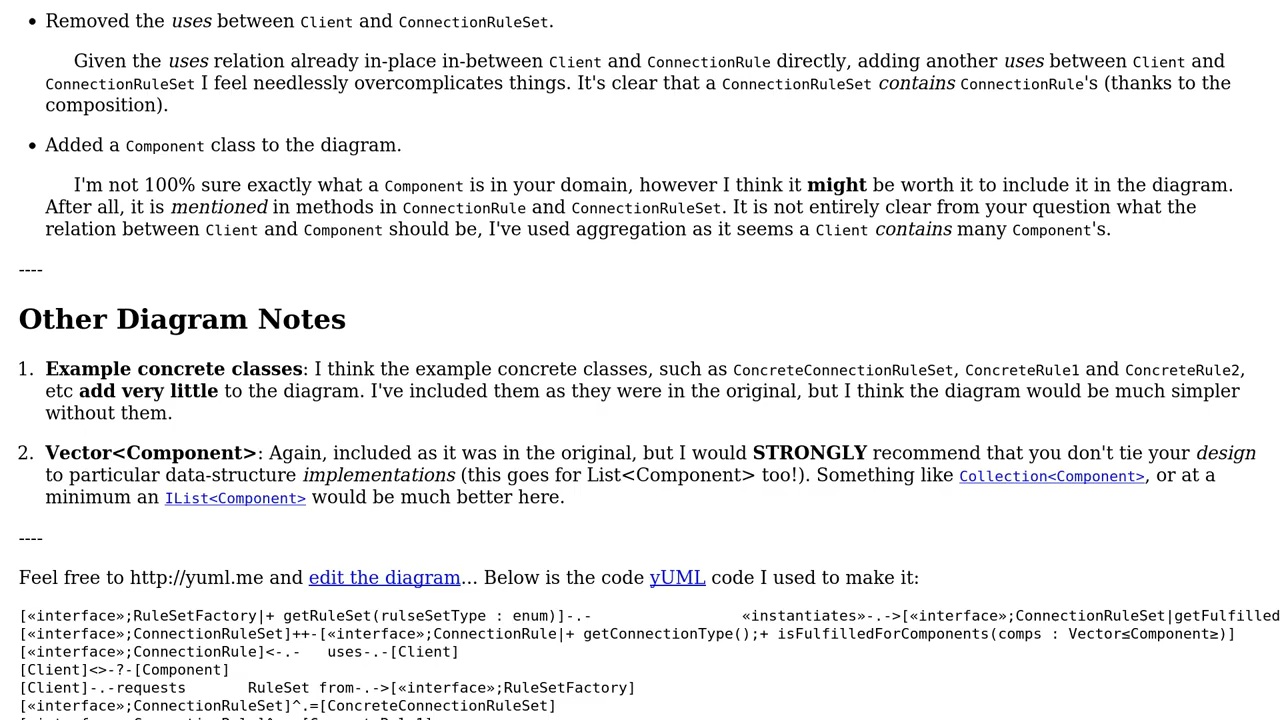 • Removed the uses between Client and ConnectionRuleSet.
Given the uses relation already in-place in-between Client and ConnectionRule directly, adding another uses between Client and
ConnectionRuleSet I feel needlessly overcomplicates things. It's clear that a ConnectionRuleSet contains ConnectionRule's (thanks to the
composition).
• Added a Component class to the diagram.
I'm not 100% sure exactly what a Component is in your domain, however I think it might be worth it to include it in the diagram.
After all, it is mentioned in methods in ConnectionRule and ConnectionRuleSet. It is not entirely clear from your question what the
relation between Client and Component should be, I've used aggregation as it seems a Client contains many Component's.
----
Other Diagram Notes
1. Example concrete classes: I think the example concrete classes, such as ConcreteConnectionRuleSet, ConcreteRule1 and ConcreteRule2,
etc add very little to the diagram. I've included them as they were in the original, but I think the diagram would be much simpler
without them.
2. Vector<Component>: Again, included as it was in the original, but I would STRONGLY recommend that you don't tie your design
to particular data-structure implementations (this goes for List<Component> too!). Something like Collection<Component>, or at a
minimum an IList<Component> would be much better here.
----
Feel free to http://yuml.me and edit the diagram... Below is the code yUML code I used to make it:
[«interface»;RuleSetFactory|+ getRuleSet(rulseSetType : enum)]-.- «instantiates»-.->[«interface»;ConnectionRuleSet|getFulfilled
[«interface»;ConnectionRuleSet]++-[«interface»;ConnectionRule|+ getConnectionType();+ isFulfilledForComponents(comps : Vector≤Component≥)]
[«interface»;ConnectionRule]<-.- uses-.-[Client]
[Client]<>-?-[Component]
[Client]-.-requests RuleSet from-.->[«interface»;RuleSetFactory]
[«interface»;ConnectionRuleSet]^.=[ConcreteConnectionRuleSet]